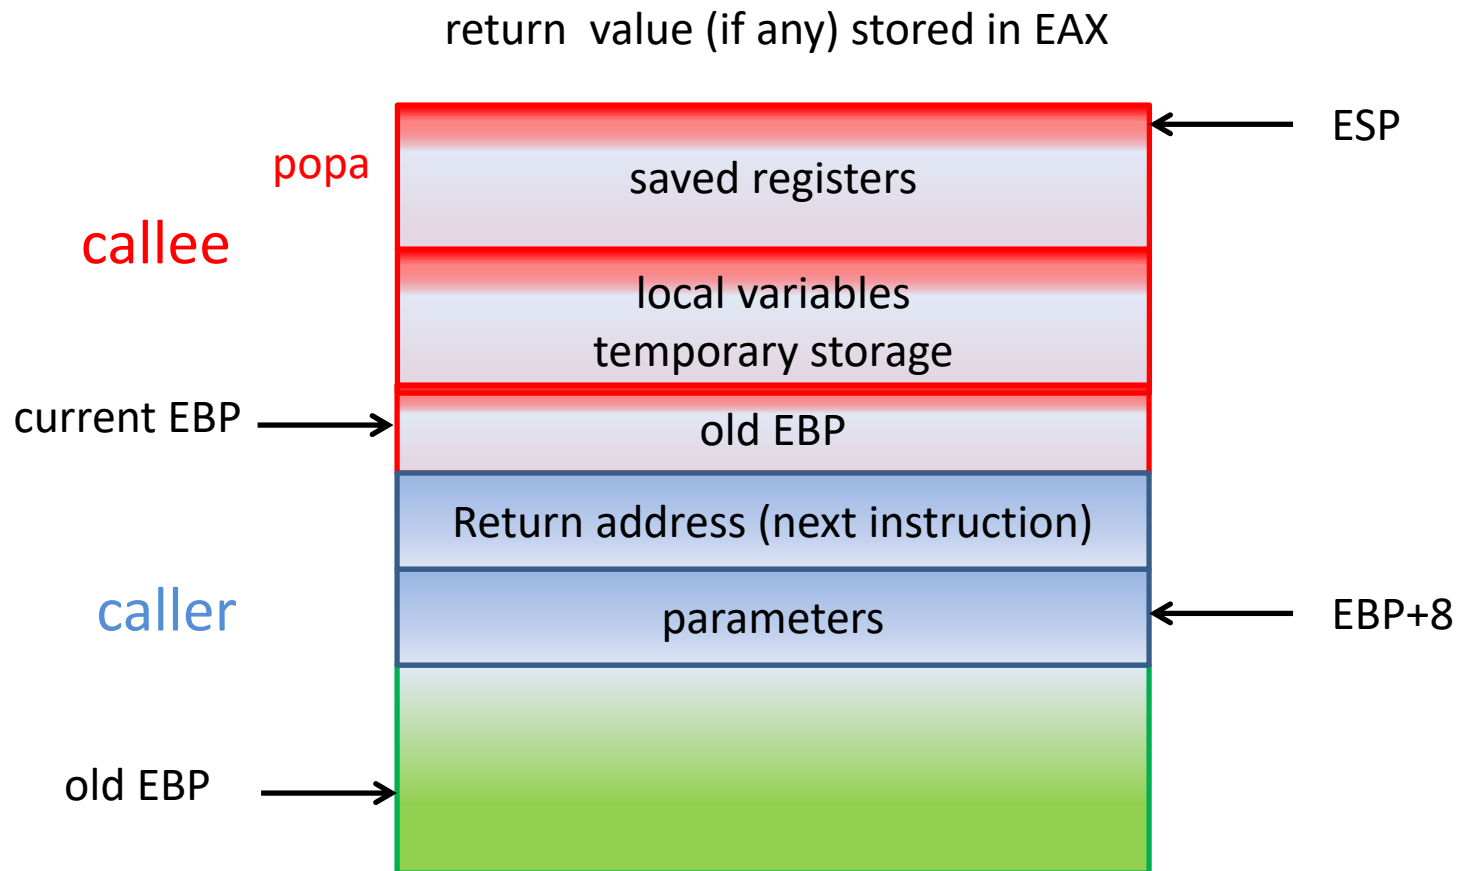 return value (if any) stored in EAX
ESP
popa
saved registers
callee
local variables
temporary storage
current EBP
old EBP
Return address (next instruction)
caller
parameters
EBP+8
old EBP